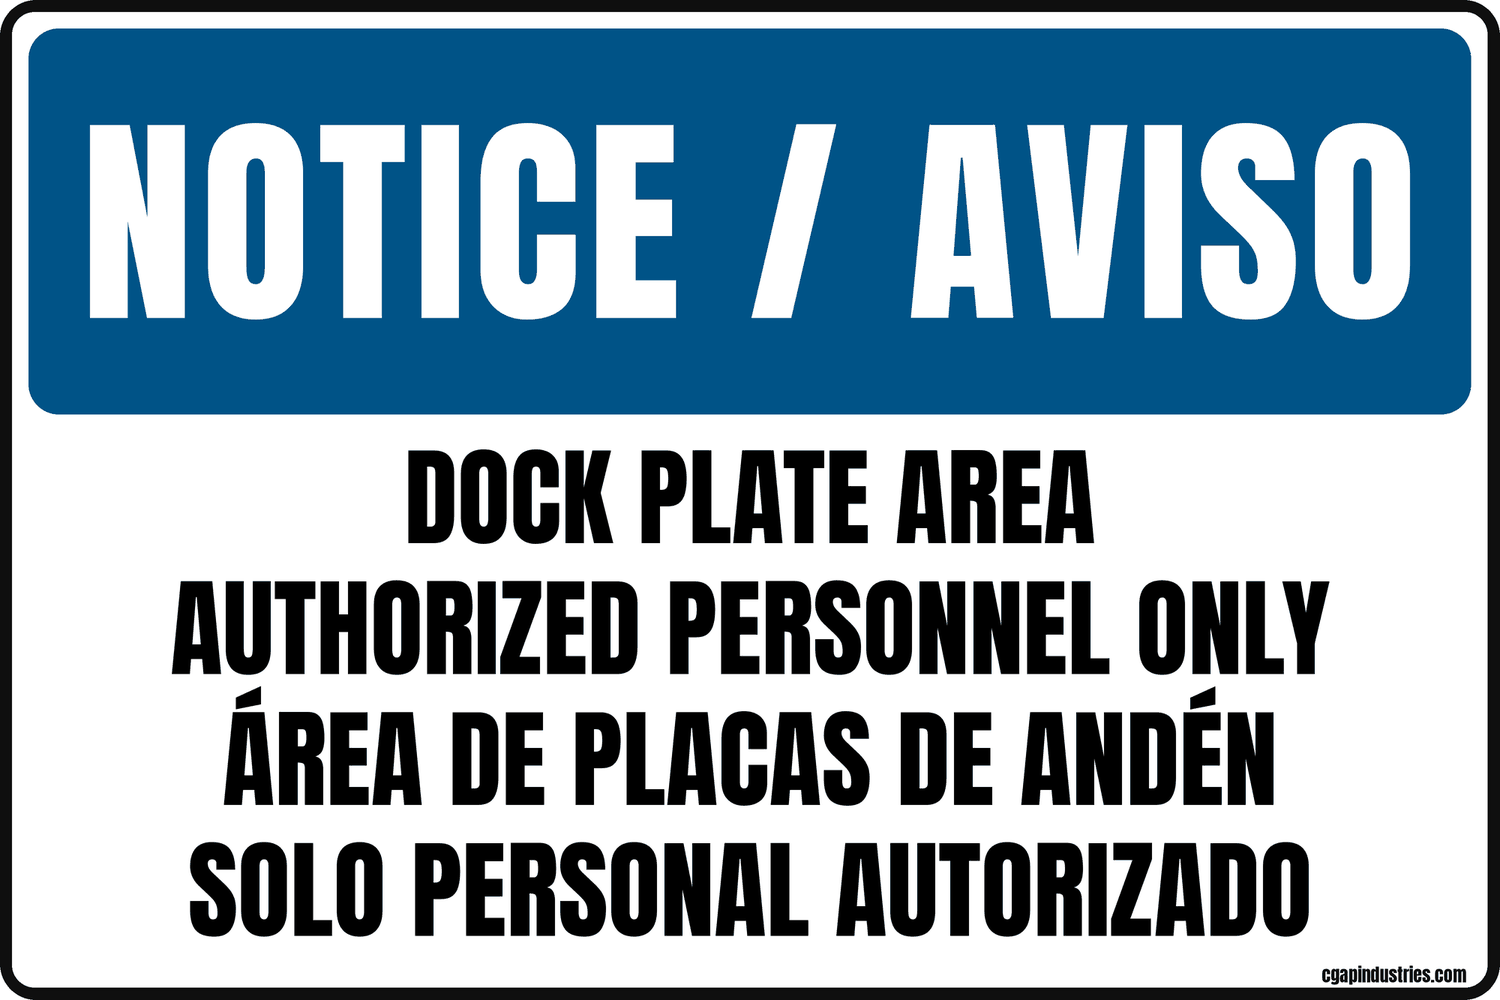 NOTICE / AVISO
DOCK PLATE AREA
AUTHORIZED PERSONNEL ONLY
ÁREA DE PLACAS DE ANDÉN
SOLO PERSONAL AUTORIZADO
cgapindustries.com